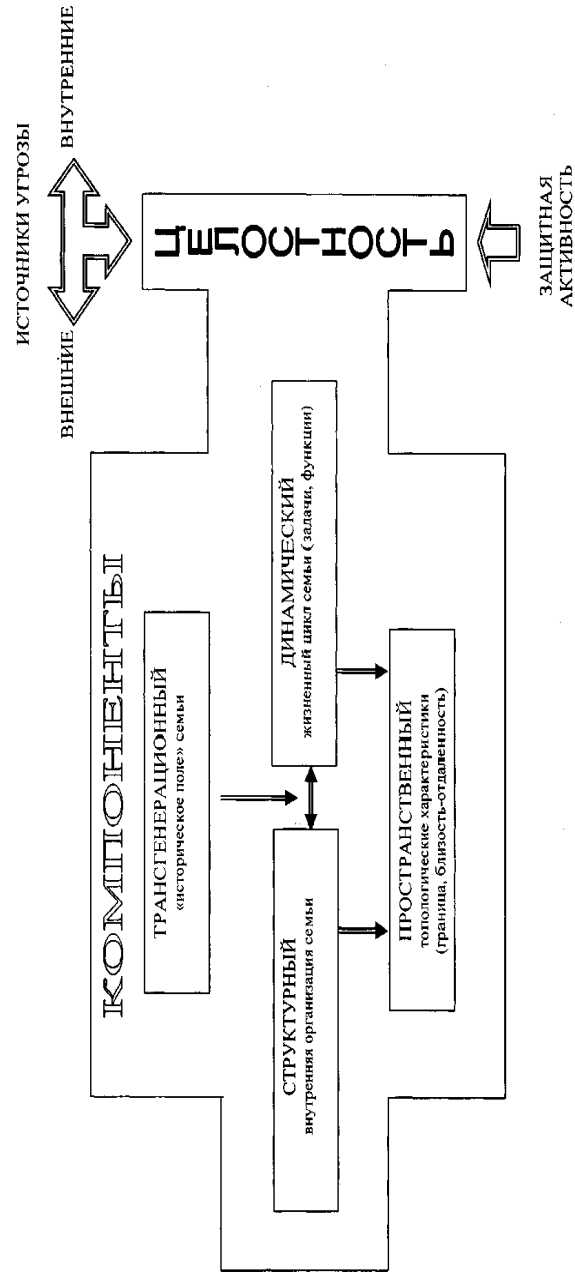 ИСТОЧНИКИ УГРОЗЫ
ВНЕШНИЕ
ВНУТРЕННИЕ
КОМПОНЕНТЫ
ТРАНСГЕНЕРАЦИОННЫЙ
«историческое поле» семьи
СТРУКТУРНЫЙ
внутренняя организация семьи
ДИНАМИЧЕСКИЙ
жизненный цикл семьи (задачи, функции)
ПРОСТРАНСТВЕННЫЙ
топологические характеристики
(граница, близость-отдаленность)
ЦЕЛОСТНОСТЬ
ЗАЩИТНАЯ
АКТИВНОСТЬ